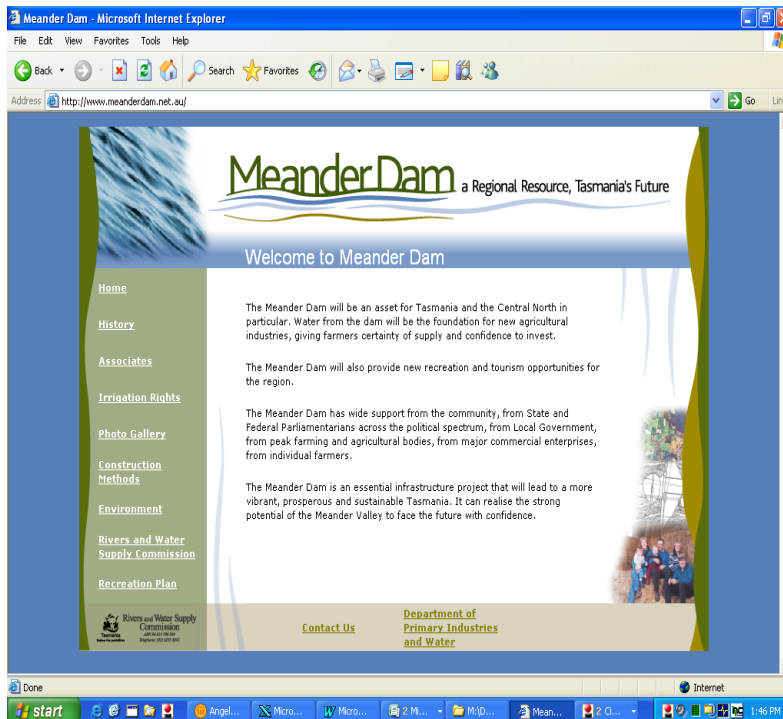 Meander Dam - Microsoft Internet Explorer
File Edit View Favorites Tools Help
Back Search Favorites
Address http://www.meanderdam.net.au/ Go Lin
MeanderDam a Regional Resource, Tasmania's Future
Welcome to Meander Dam
Home
History
Associates
Irrigation Rights
Photo Gallery
Construction
Methods
Environment
Rivers and Water
Supply Commission
Recreation Plan
The Meander Dam will be an asset for Tasmania and the Central North in
particular. Water from the dam will be the foundation for new agricultural
industries, giving farmers certainty of supply and confidence to invest.
The Meander Dam will also provide new recreation and tourism opportunities for
the region.
The Meander Dam has wide support from the community, from State and
Federal Parliamentarians across the political spectrum, from Local Government,
from peak farming and agricultural bodies, from major commercial enterprises,
from individual farmers.
The Meander Dam is an essential infrastructure project that will lead to a more
vibrant, prosperous and sustainable Tasmania. It can realise the strong
potential of the Meander Valley to face the future with confidence.
Rivers and Water Supply
Commission
Tasmania
Contact Us
Department of
Primary Industries
and Water
Done Internet
start Angel... Micro... Micro... 2 Mi... M:\D... Mean... 2 Ci... 1:46 PM